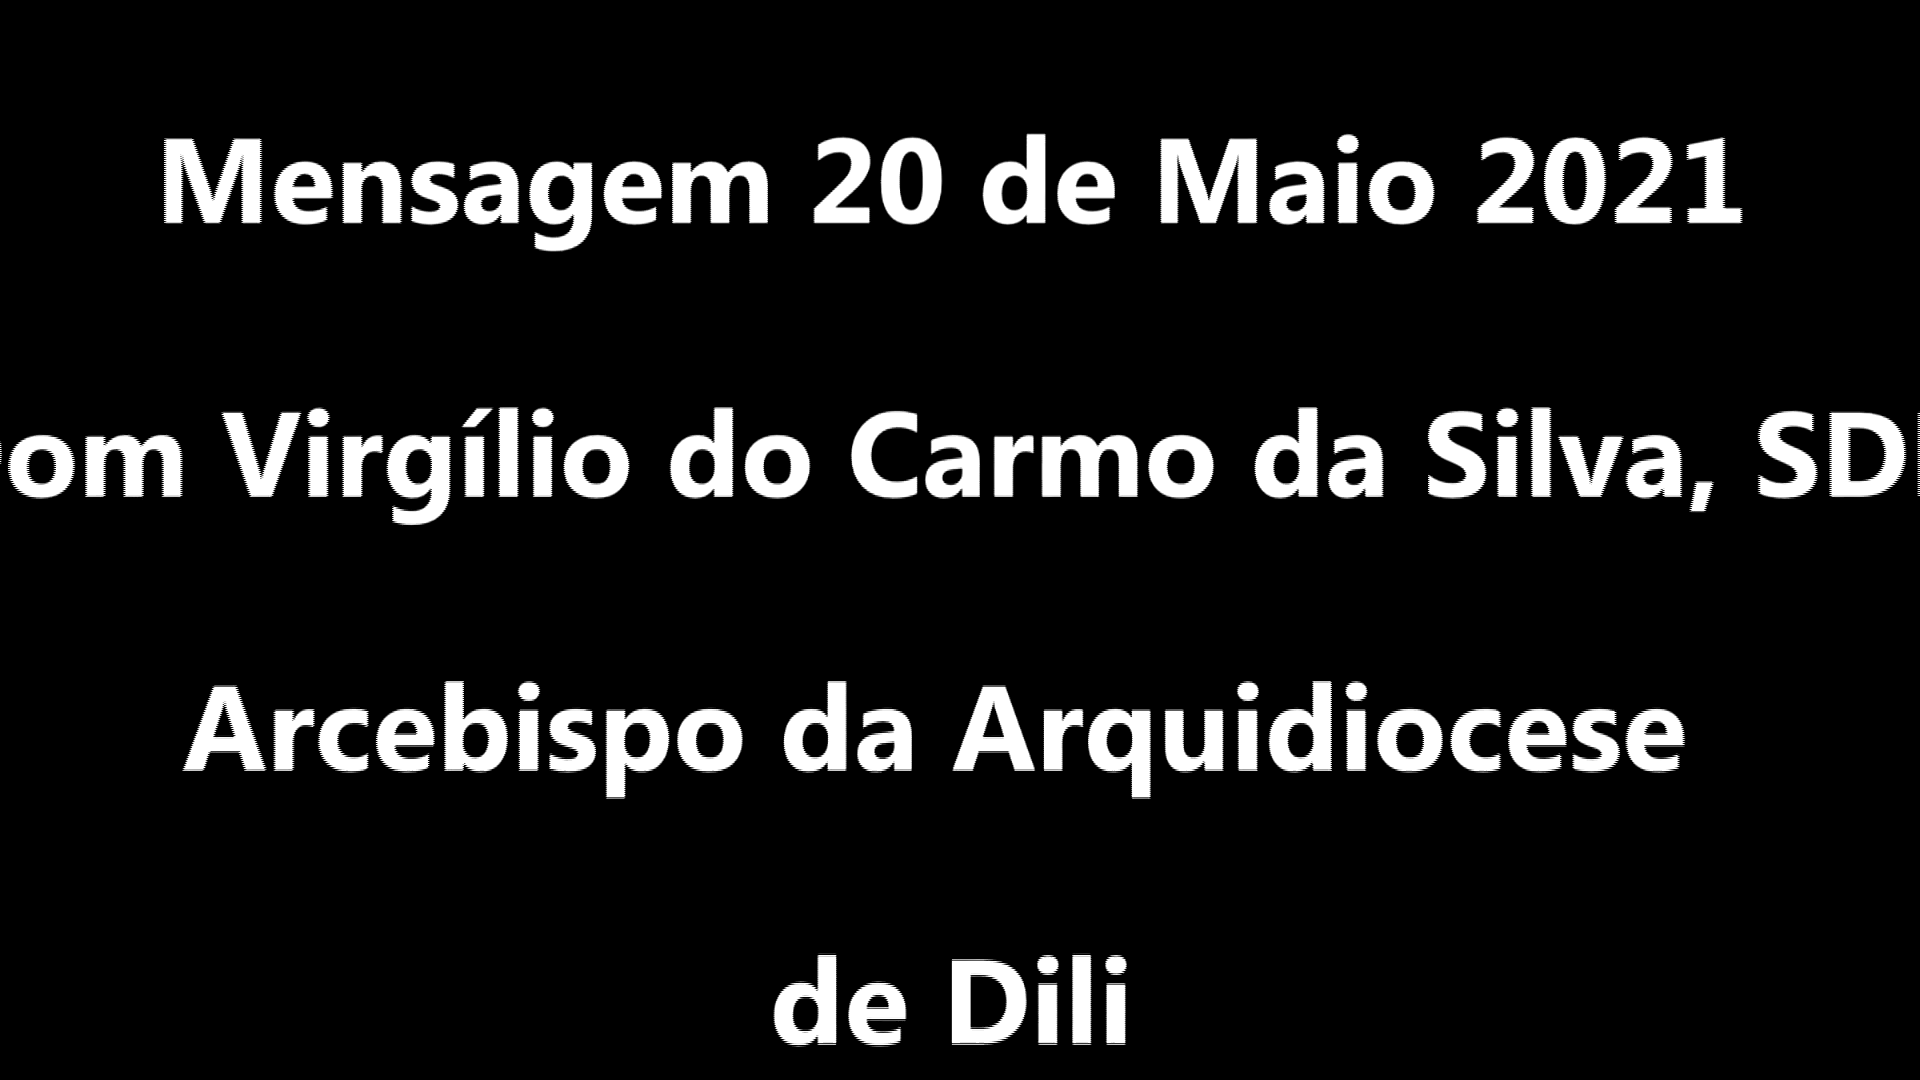 Mensagem 20 de Maio 2021
om Virgílio do Carmo da Silva, SD
Arcebispo da Arquidiocese
de Dili